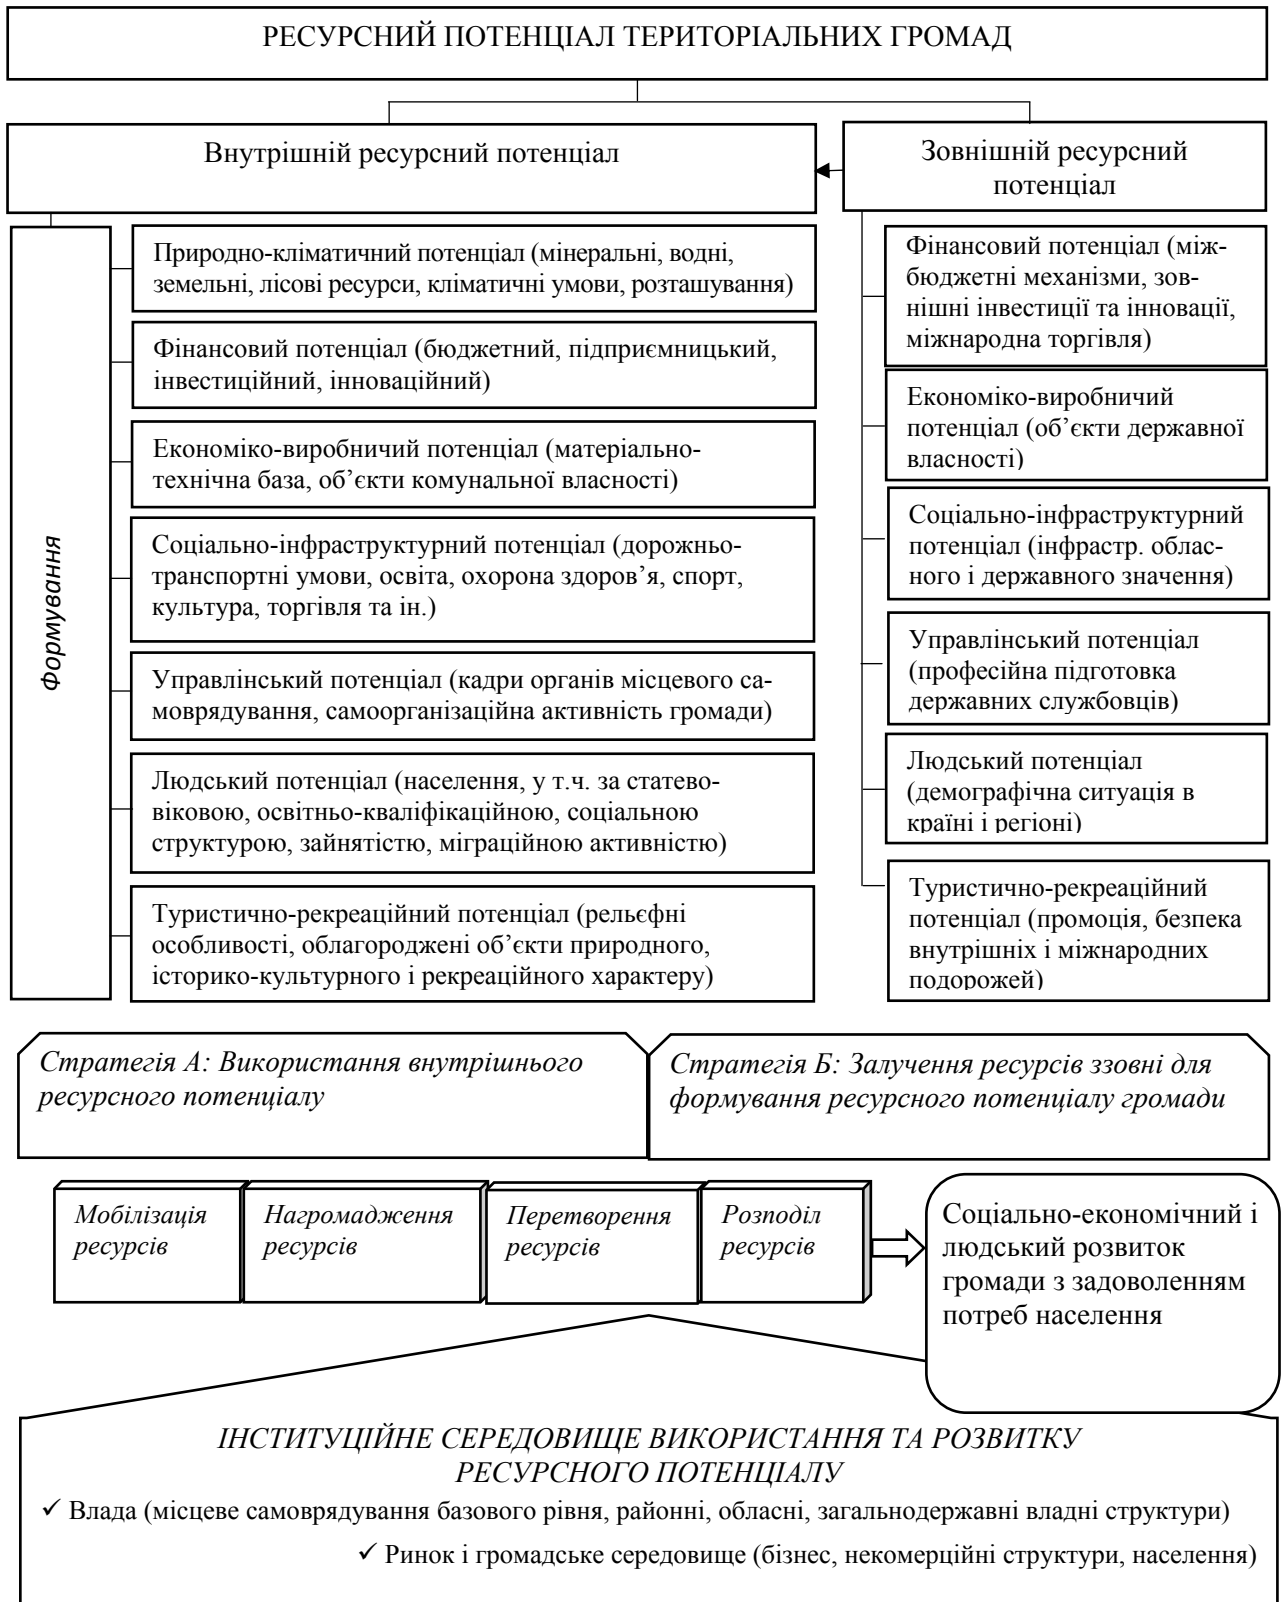 РЕСУРСНИЙ ПОТЕНЦІАЛ ТЕРИТОРІАЛЬНИХ ГРОМАД
Внутрішній ресурсний потенціал
Зовнішній ресурсний
потенціал
Формування
Природно-кліматичний потенціал (мінеральні, водні,
земельні, лісові ресурси, кліматичні умови, розташування)
Фінансовий потенціал (бюджетний, підприємницький,
інвестиційний, інноваційний)
Економіко-виробничий потенціал (матеріально-
технічна база, об’єкти комунальної власності)
Соціально-інфраструктурний потенціал (дорожньо-
транспортні умови, освіта, охорона здоров’я, спорт,
культура, торгівля та ін.)
Управлінський потенціал (кадри органів місцевого са-
моврядування, самоорганізаційна активність громади)
Людський потенціал (населення, у т.ч. за статево-
віковою, освітньо-кваліфікаційною, соціальною
структурою, зайнятістю, міграційною активністю)
Туристично-рекреаційний потенціал (рельєфні
особливості, облагороджені об’єкти природного,
історико-культурного і рекреаційного характеру)
Фінансовий потенціал (між-
бюджетні механізми, зов-
нішні інвестиції та інновації,
міжнародна торгівля)
Економіко-виробничий
потенціал (об’єкти державної
власності)
Соціально-інфраструктурний
потенціал (інфрастр. облас-
ного і державного значення)
Управлінський потенціал
(професійна підготовка
державних службовців)
Людський потенціал
(демографічна ситуація в
країні і регіоні)
Туристично-рекреаційний
потенціал (промоція, безпека
внутрішніх і міжнародних
подорожей)
Стратегія А: Використання внутрішнього
ресурсного потенціалу
Стратегія Б: Залучення ресурсів ззовні для
формування ресурсного потенціалу громади
Мобілізація
ресурсів
Нагромадження
ресурсів
Перетворення
ресурсів
Розподіл
ресурсів
Соціально-економічний і
людський розвиток
громади з задоволенням
потреб населення
ІНСТИТУЦІЙНЕ СЕРЕДОВИЩЕ ВИКОРИСТАННЯ ТА РОЗВИТКУ
РЕСУРСНОГО ПОТЕНЦІАЛУ
✓ Влада (місцеве самоврядування базового рівня, районні, обласні, загальнодержавні владні структури)
✓ Ринок і громадське середовище (бізнес, некомерційні структури, населення)